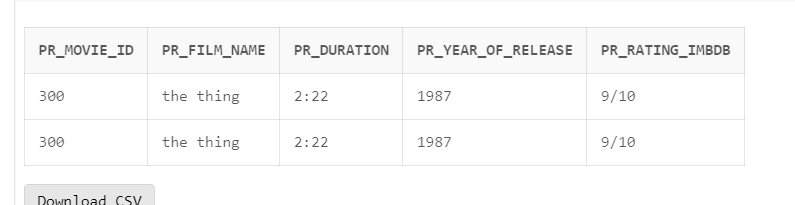 PR_MOVIE_ID PR_FILM_NAME PR_DURATION PR_YEAR_OF_RELEASE PR_RATING_IMBDB
300 the thing 2:22 1987 9/10
300 the thing 2:22 1987 9/10
Download CSV